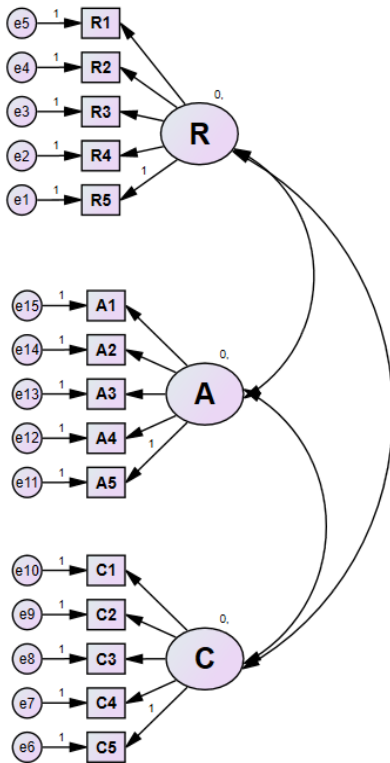 e5 1 R1
e4 1 R2
0,
e3 1 R3
R
e2 1 R4
1
e1 1 R5
e15 1 A1
e14 1 A2
0,
e13 1 A3
A
e12 1 A4
1
e11 1 A5
e10 1 C1
e9 1 C2
0,
e8 1 C3
C
e7 1 C4
1
e6 1 C5